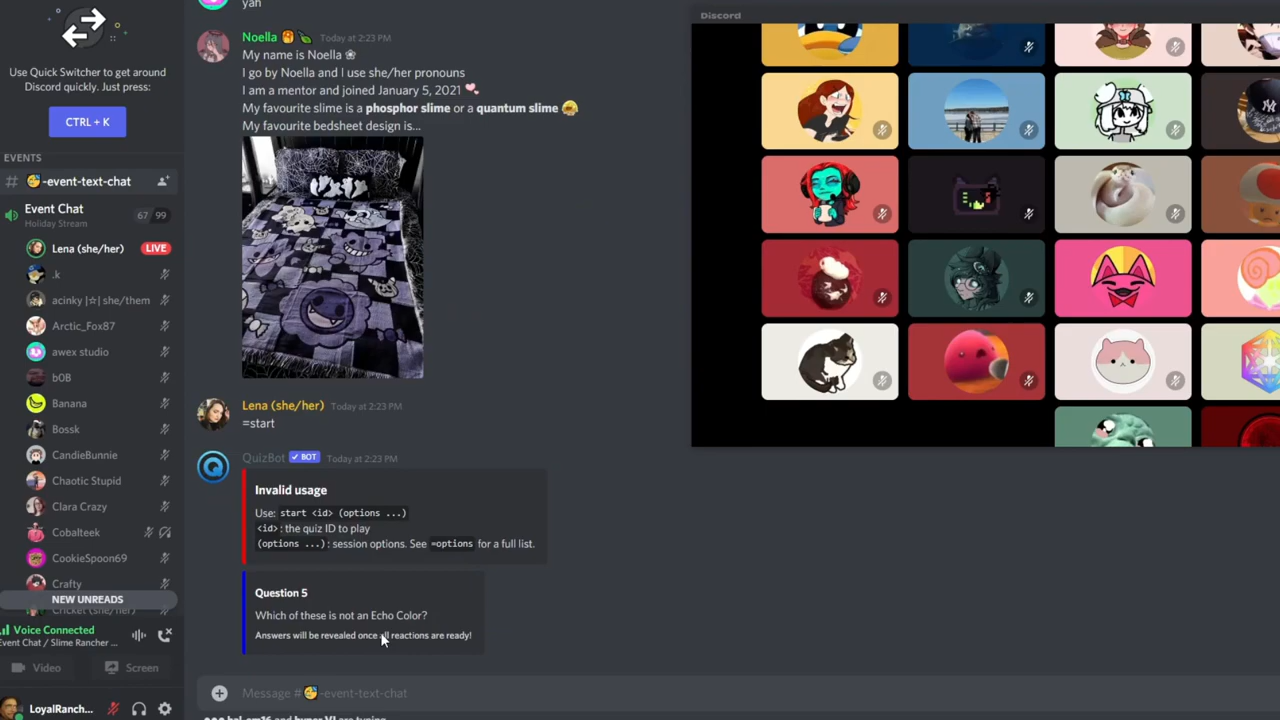 Use Quick Switcher to get around
Discord quickly. Just press:
CTRL + K
EVENTS
# -event-text-chat
Event Chat
67 99
Holiday Stream
Lena (she/her) LIVE
.k
acinky |☆| she/them
Arctic_Fox87
awex studio
b0B
Banana
Bossk
CandieBunnie
Chaotic Stupid
Clara Crazy
Cobalteek
CookieSpoon69
Crafty
NEW UNREADS
Cricket (she/her)
Voice Connected
Event Chat / Slime Rancher ...
Video
Screen
LoyalRanch...
yah
Noella Today at 2:23 PM
My name is Noella ❀
I go by Noella and I use she/her pronouns
I am a mentor and joined January 5, 2021
My favourite slime is a phosphor slime or a quantum slime
My favourite bedsheet design is...
Lena (she/her) Today at 2:23 PM
=start
QuizBot ✓ BOT Today at 2:23 PM
Invalid usage
Use: start <id> (options ...)
<id>: the quiz ID to play
(options ...): session options. See =options for a full list.
Question 5
Which of these is not an Echo Color?
Answers will be revealed once all reactions are ready!
Message # -event-text-chat
are typing
Discord